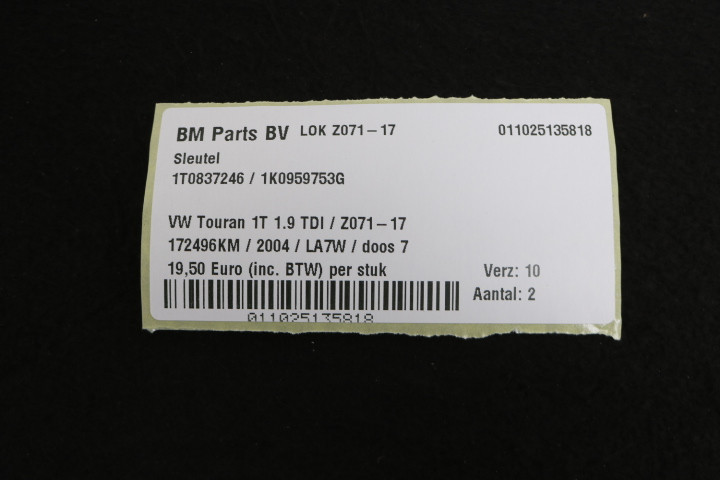 BM Parts BV LOK Z071-17 011025135818
Sleutel
1T0837246 / 1K0959753G
VW Touran 1T 1.9 TDI / Z071-17
172496KM / 2004 / LA7W / doos 7
19,50 Euro (inc. BTW) per stuk Verz: 10
Aantal: 2
011025135818